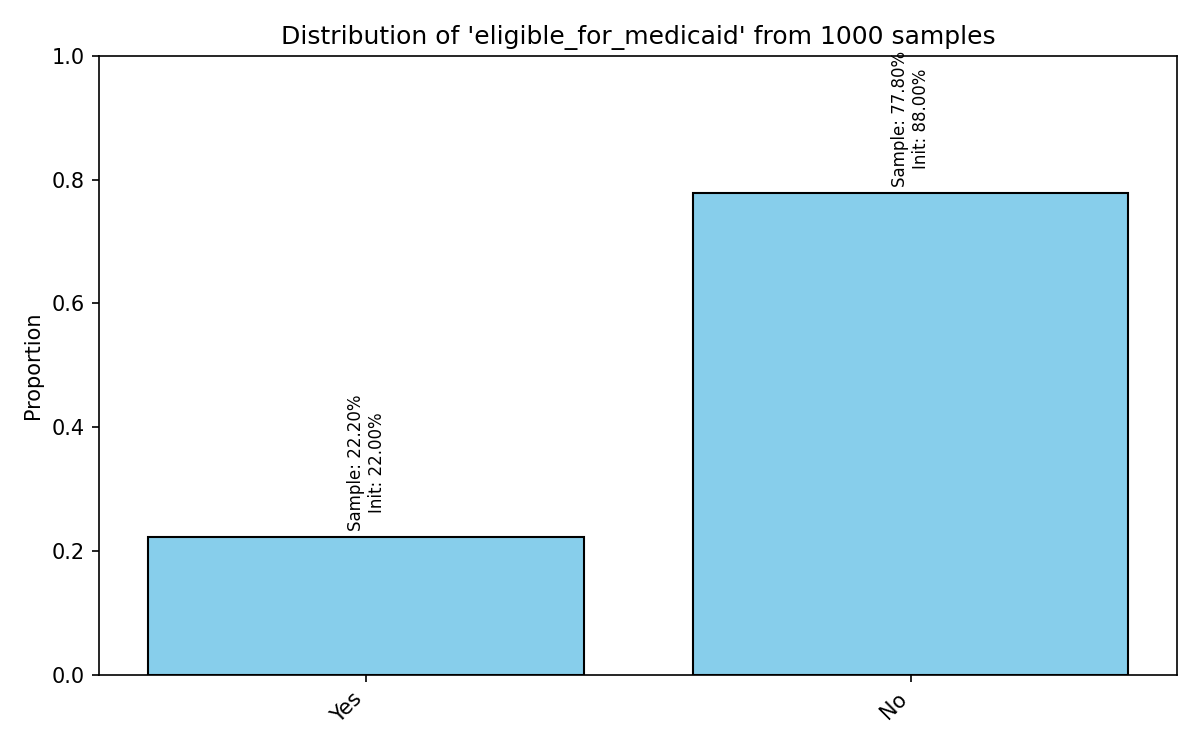 Distribution of 'eligible_for_medicaid' from 1000 samples
Proportion
1.0
0.8
0.6
0.4
0.2
0.0
Sample: 22.20%
Init: 22.00%
Sample: 77.80%
Init: 88.00%
Yes
No